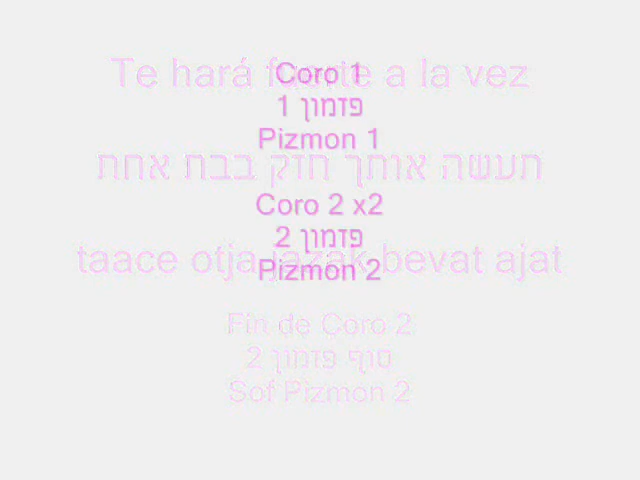 Te hará fuerte a la vez
Coro 1
פזמון 1
Pizmon 1
תעשה אותך חזק בבת אחת
Coro 2 x2
פזמון 2
taace otja jazak bevat ajat
Pizmon 2
Fin de Coro 2
סוף פזמון 2
Sof Pizmon 2